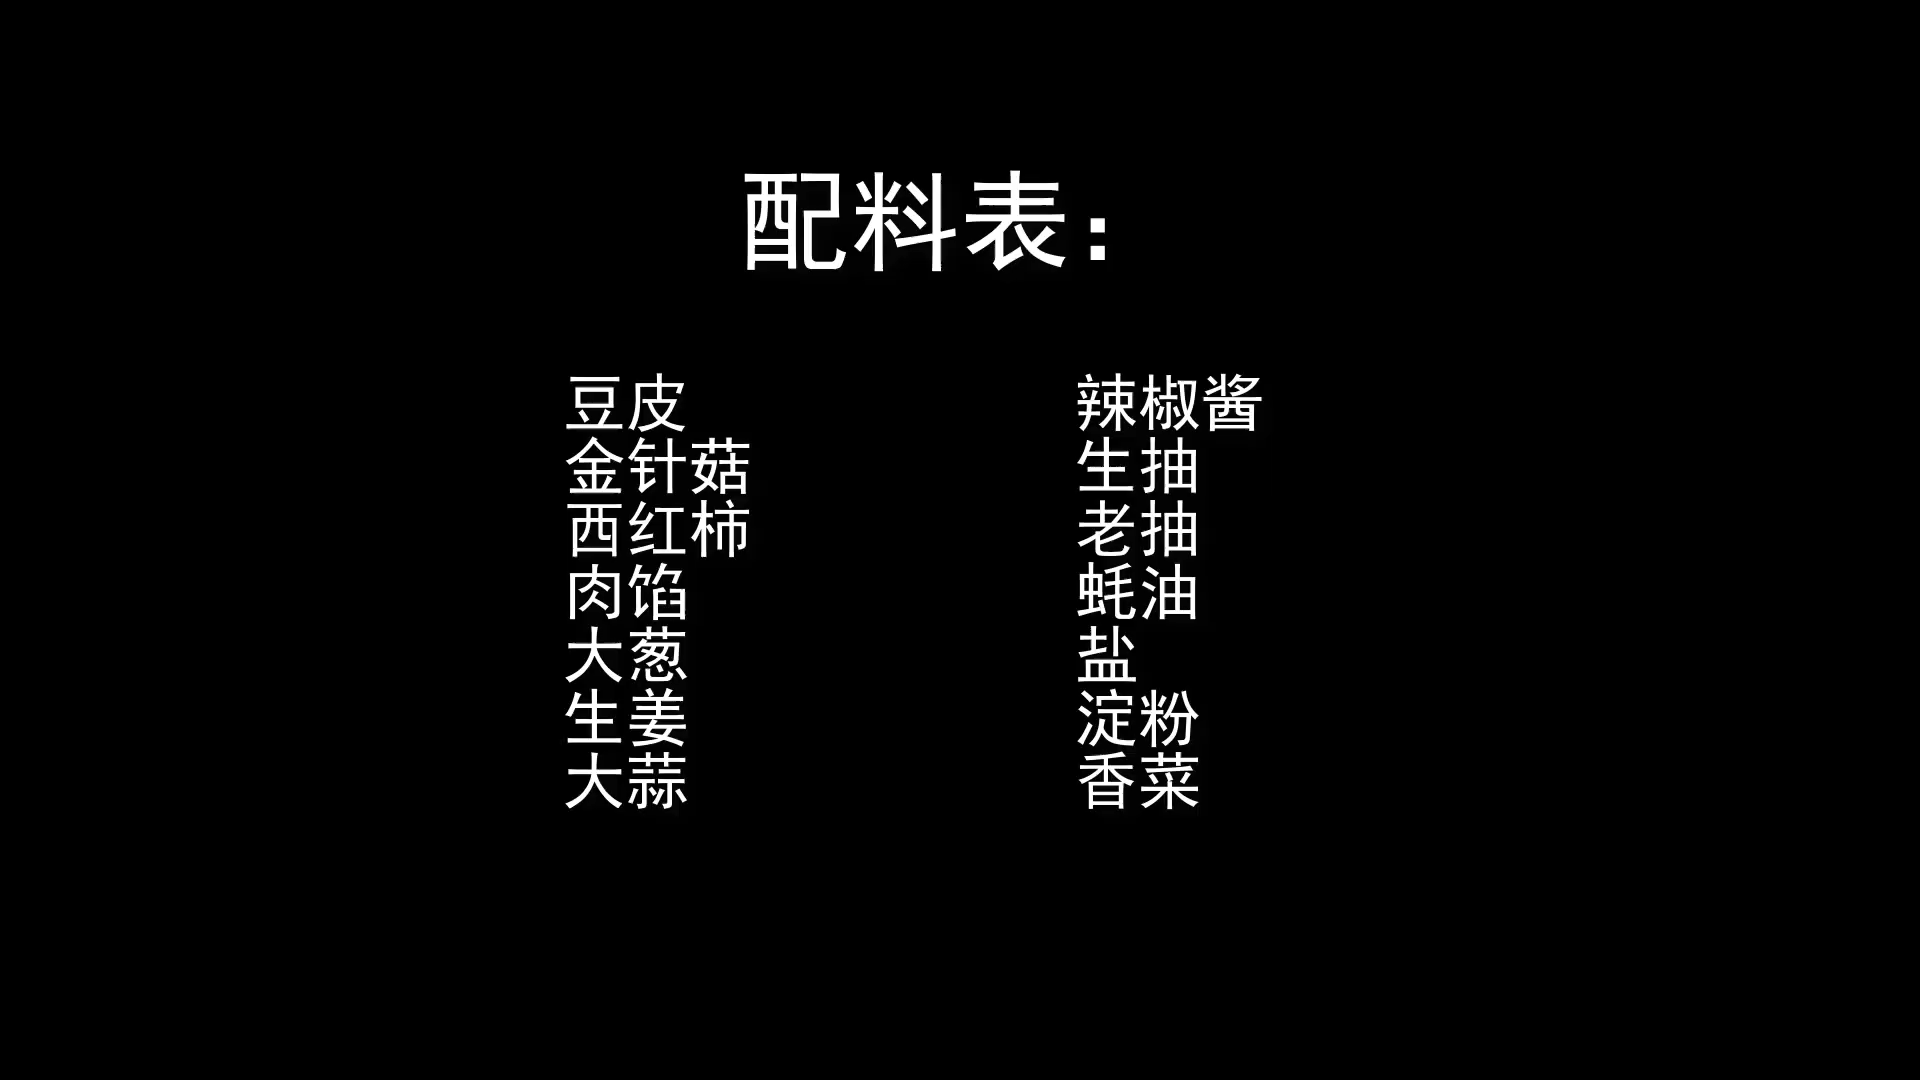 配料表：
豆皮
金针菇
西红柿
肉馅
大葱
生姜
大蒜
辣椒酱
生抽
老抽
蚝油
盐
淀粉
香菜